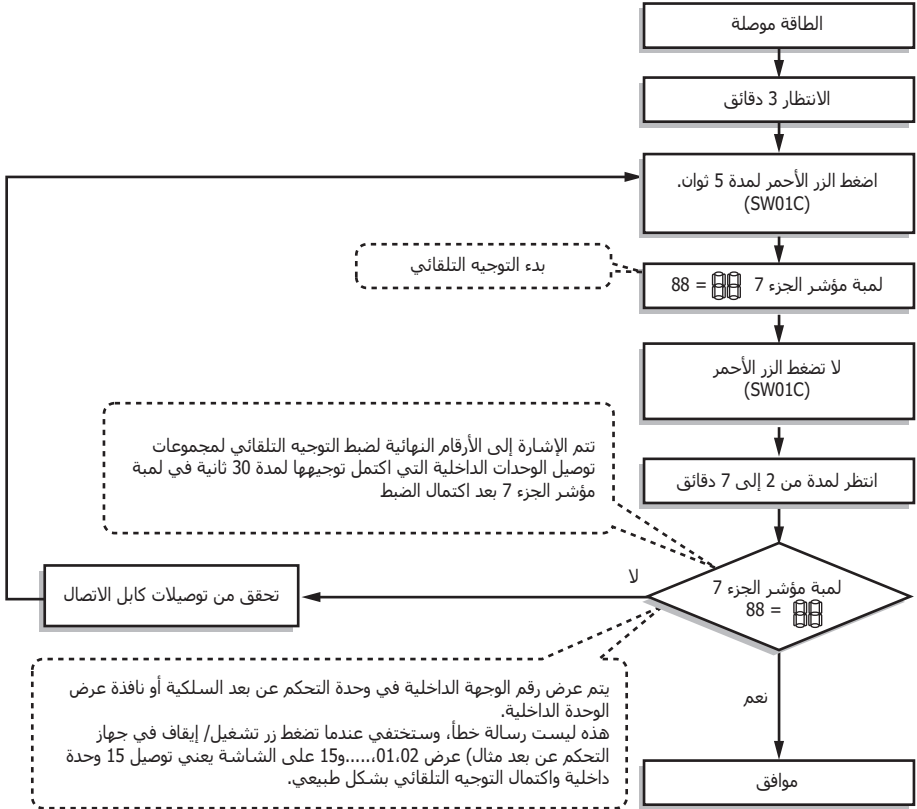 الطاقة موصلة
الانتظار 3 دقائق
اضغط الزر الأحمر لمدة 5 ثوان.
(SW01C)
بدء التوجيه التلقائي
لمبة مؤشر الجزء 7 88 = 88
لا تضغط الزر الأحمر
(SW01C)
تتم الإشارة إلى الأرقام النهائية لضبط التوجيه التلقائي لمجموعات
توصيل الوحدات الداخلية التي اكتمل توجيهها لمدة 30 ثانية في لمبة
مؤشر الجزء 7 بعد اكتمال الضبط
انتظر لمدة من 2 إلى 7 دقائق
لمبة مؤشر الجزء 7
88 = 88
لا
تحقق من توصيلات كابل الاتصال
يتم عرض رقم الوجهة الداخلية في وحدة التحكم عن بعد السلكية أو نافذة عرض
الوحدة الداخلية.
هذه ليست رسالة خطأ، وستختفي عندما تضغط زر تشغيل/ إيقاف في جهاز
التحكم عن بعد مثال) عرض 01،02،.....و15 على الشاشة يعني توصيل 15 وحدة
داخلية واكتمال التوجيه التلقائي بشكل طبيعي.
نعم
موافق